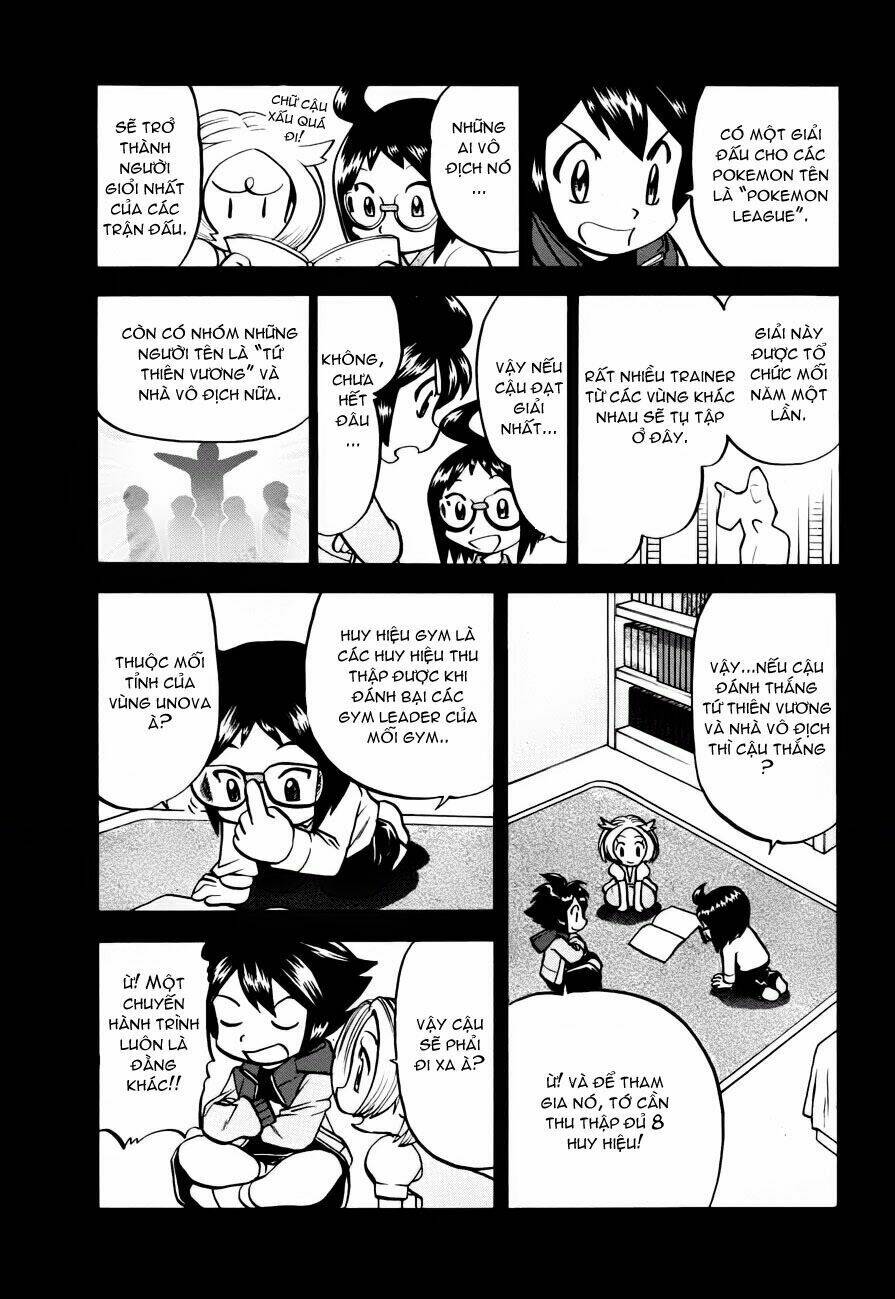 CÓ MỘT GIẢI
ĐẤU CHO CÁC
POKEMON TÊN
LÀ "POKEMON
LEAGUE".
NHỮNG
AI VÔ
ĐỊCH NÓ
...
CHỮ CẬU
XẤU QUÁ
ĐI!
SẼ TRỞ
THÀNH
NGƯỜI
GIỎI NHẤT
CỦA CÁC
TRẬN ĐẤU.
GIẢI NÀY
ĐƯỢC TỔ
CHỨC MỖI
NĂM MỘT
LẦN.
RẤT NHIỀU TRAINER
TỪ CÁC VÙNG KHÁC
NHAU SẼ TỤ TẬP
Ở ĐÂY.
VẬY NẾU
CẬU ĐẠT
GIẢI
NHẤT...
KHÔNG,
CHƯA
HẾT
ĐÂU
...
CÒN CÓ NHÓM NHỮNG
NGƯỜI TÊN LÀ "TỨ
THIÊN VƯƠNG" VÀ
NHÀ VÔ ĐỊCH NỮA.
VẬY...NẾU CẬU
ĐÁNH THẮNG
TỨ THIÊN VƯƠNG
VÀ NHÀ VÔ ĐỊCH
THÌ CẬU THẮNG
?
Ừ! VÀ ĐỂ THAM
GIA NÓ, TỚ CẦN
THU THẬP ĐỦ 8
HUY HIỆU!
HUY HIỆU GYM LÀ
CÁC HUY HIỆU THU
THẬP ĐƯỢC KHI
ĐÁNH BẠI CÁC
GYM LEADER CỦA
MỖI GYM..
THUỘC MỖI
TỈNH CỦA
VÙNG UNOVA
À?
VẬY CẬU
SẼ PHẢI
ĐI XA À?
Ừ! MỘT
CHUYẾN
HÀNH TRÌNH
LUÔN LÀ
ĐẲNG
KHÁC!!